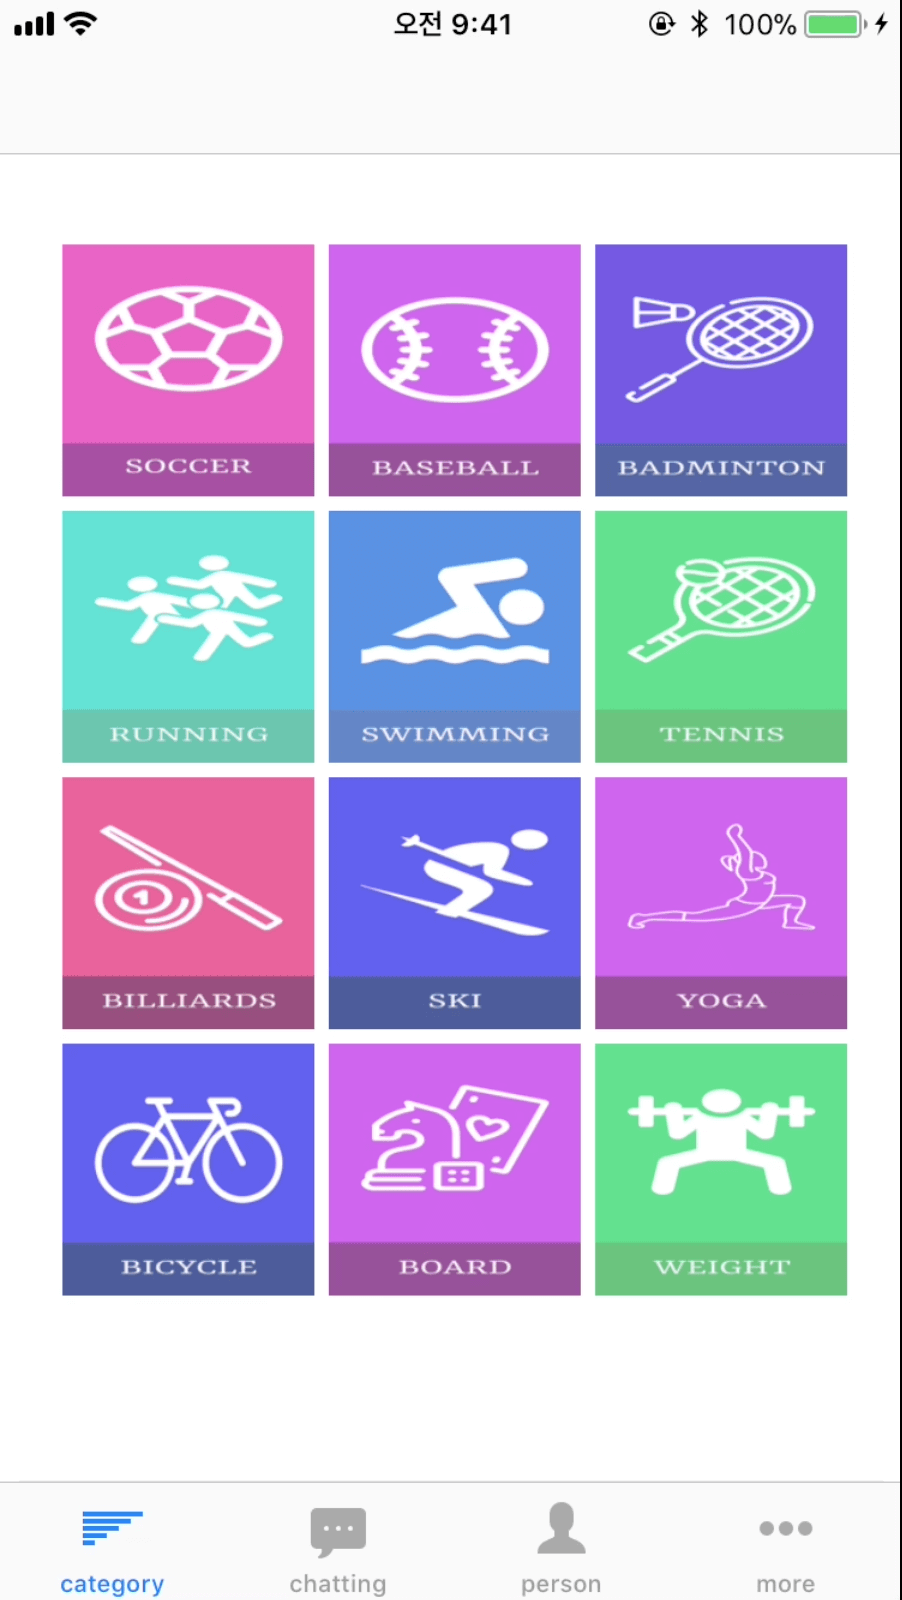 오전 9:41
100%
SOCCER
BASEBALL
BADMINTON
RUNNING
SWIMMING
TENNIS
1
BILLIARDS
SKI
YOGA
BICYCLE
BOARD
WEIGHT
category
chatting
person
more